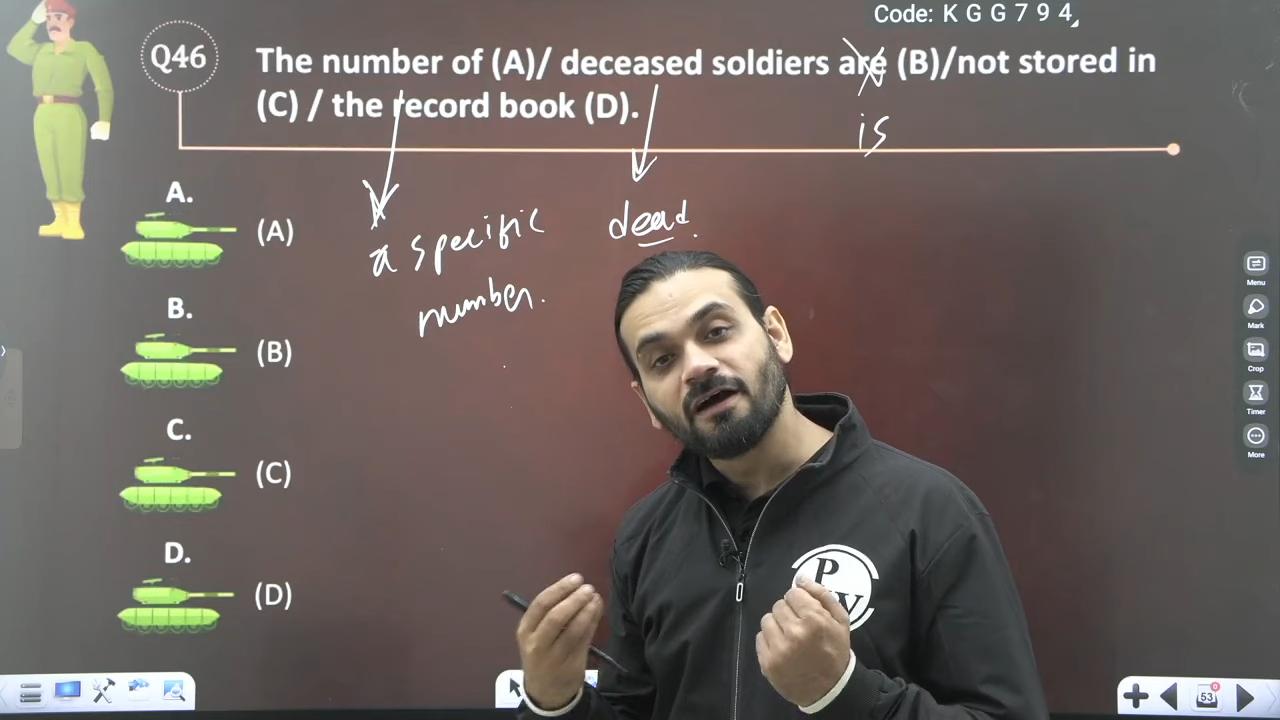 Code: K G G 7 9 4
Q46
The number of (A)/ deceased soldiers are (B)/not stored in
(C) / the record book (D).
is
a specific
number.
dead.
A.
(A)
B.
(B)
C.
(C)
D.
(D)
Menu
Mark
Crop
Timer
More
P
W
53